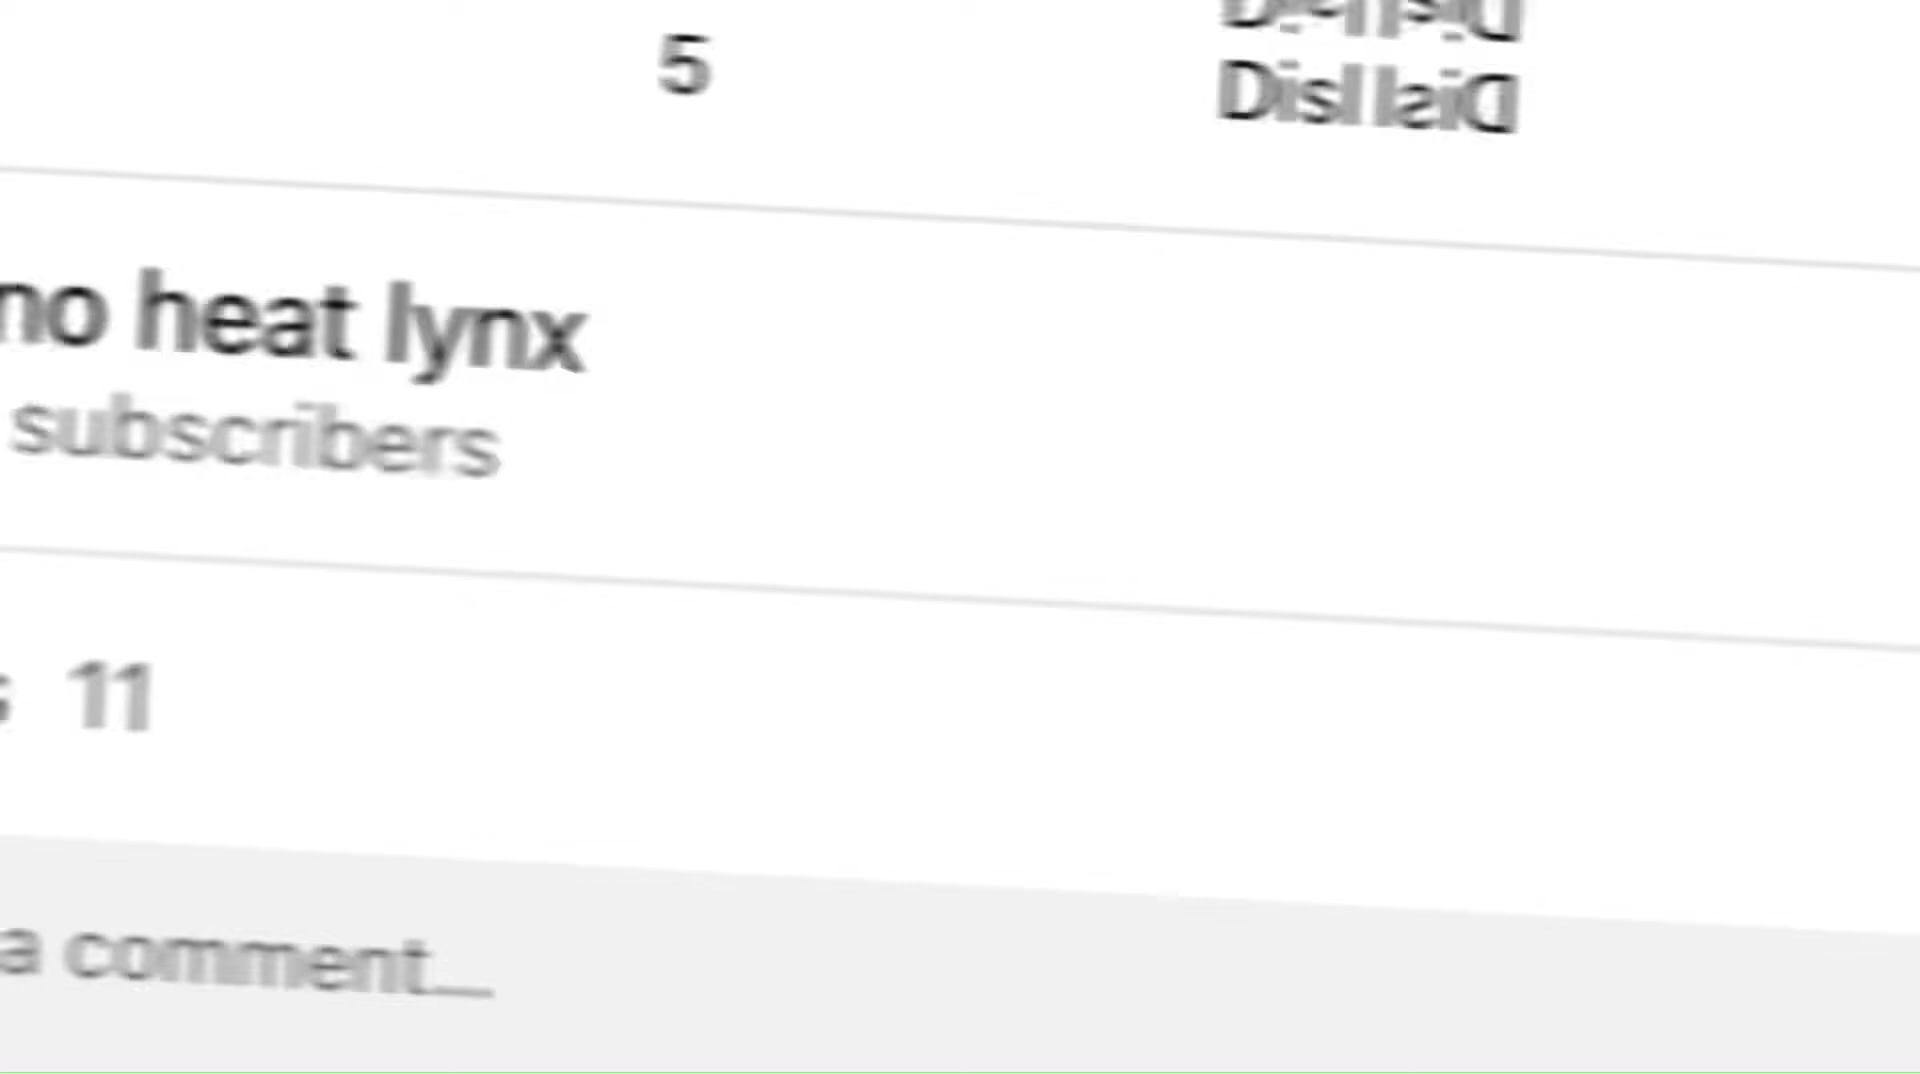 5
no heat lynx
subscribers
11
a comment...